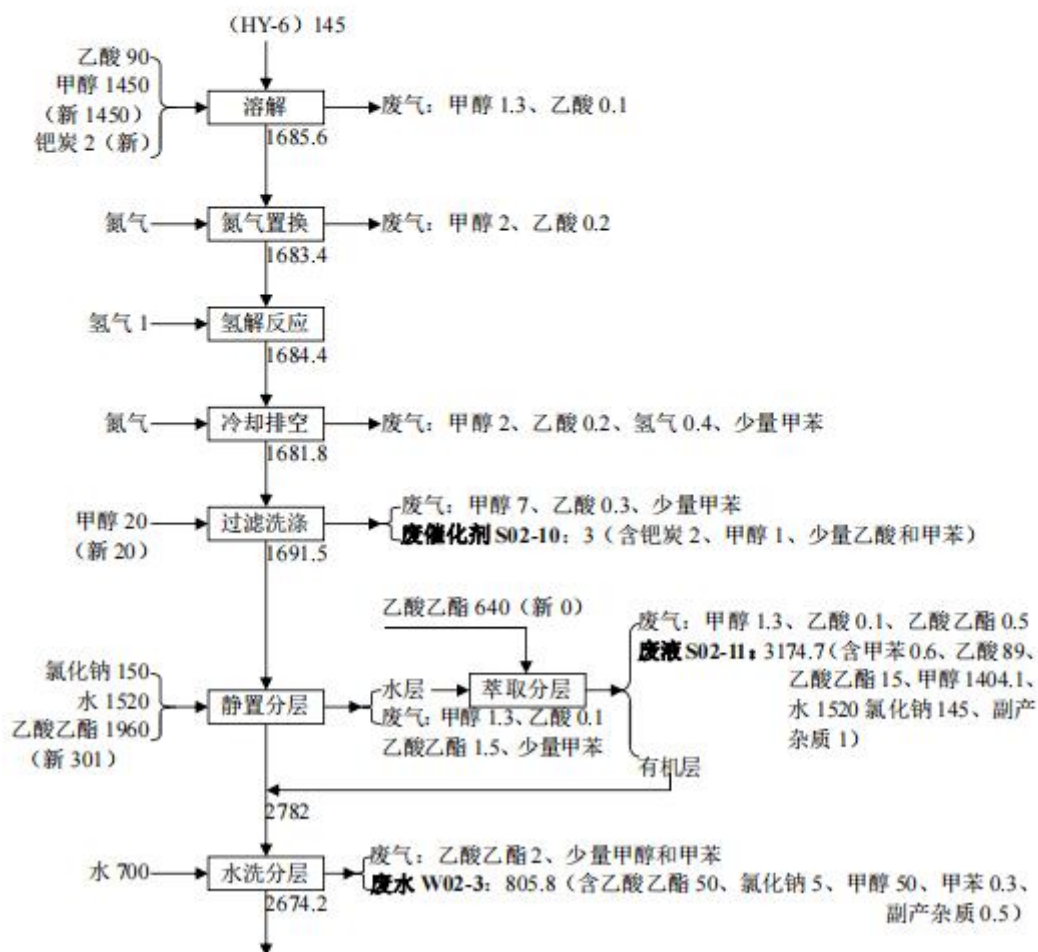 （HY-6）145
乙酸 90
甲醇 1450
（新 1450）
钯炭 2（新）
溶解
废气：甲醇 1.3、乙酸 0.1
1685.6
氮气
氮气置换
废气：甲醇 2、乙酸 0.2
1683.4
氢气 1
氢解反应
1684.4
氮气
冷却排空
废气：甲醇 2、乙酸 0.2、氢气 0.4、少量甲苯
1681.8
甲醇 20
（新 20）
过滤洗涤
废气：甲醇 7、乙酸 0.3、少量甲苯
废催化剂 S02-10：3（含钯炭 2、甲醇 1、少量乙酸和甲苯）
1691.5
乙酸乙酯 640（新 0）
氯化钠 150
水 1520
乙酸乙酯 1960
（新 301）
静置分层
水层
废气：甲醇 1.3、乙酸 0.1
乙酸乙酯 1.5、少量甲苯
萃取分层
废气：甲醇 1.3、乙酸 0.1、乙酸乙酯 0.5
废液 S02-11：3174.7（含甲苯 0.6、乙酸 89、
乙酸乙酯 15、甲醇 1404.1、
水 1520 氯化钠 145、副产
杂质 1）
有机层
2782
水 700
水洗分层
废气：乙酸乙酯 2、少量甲醇和甲苯
废水 W02-3：805.8（含乙酸乙酯 50、氯化钠 5、甲醇 50、甲苯 0.3、
副产杂质 0.5）
2674.2